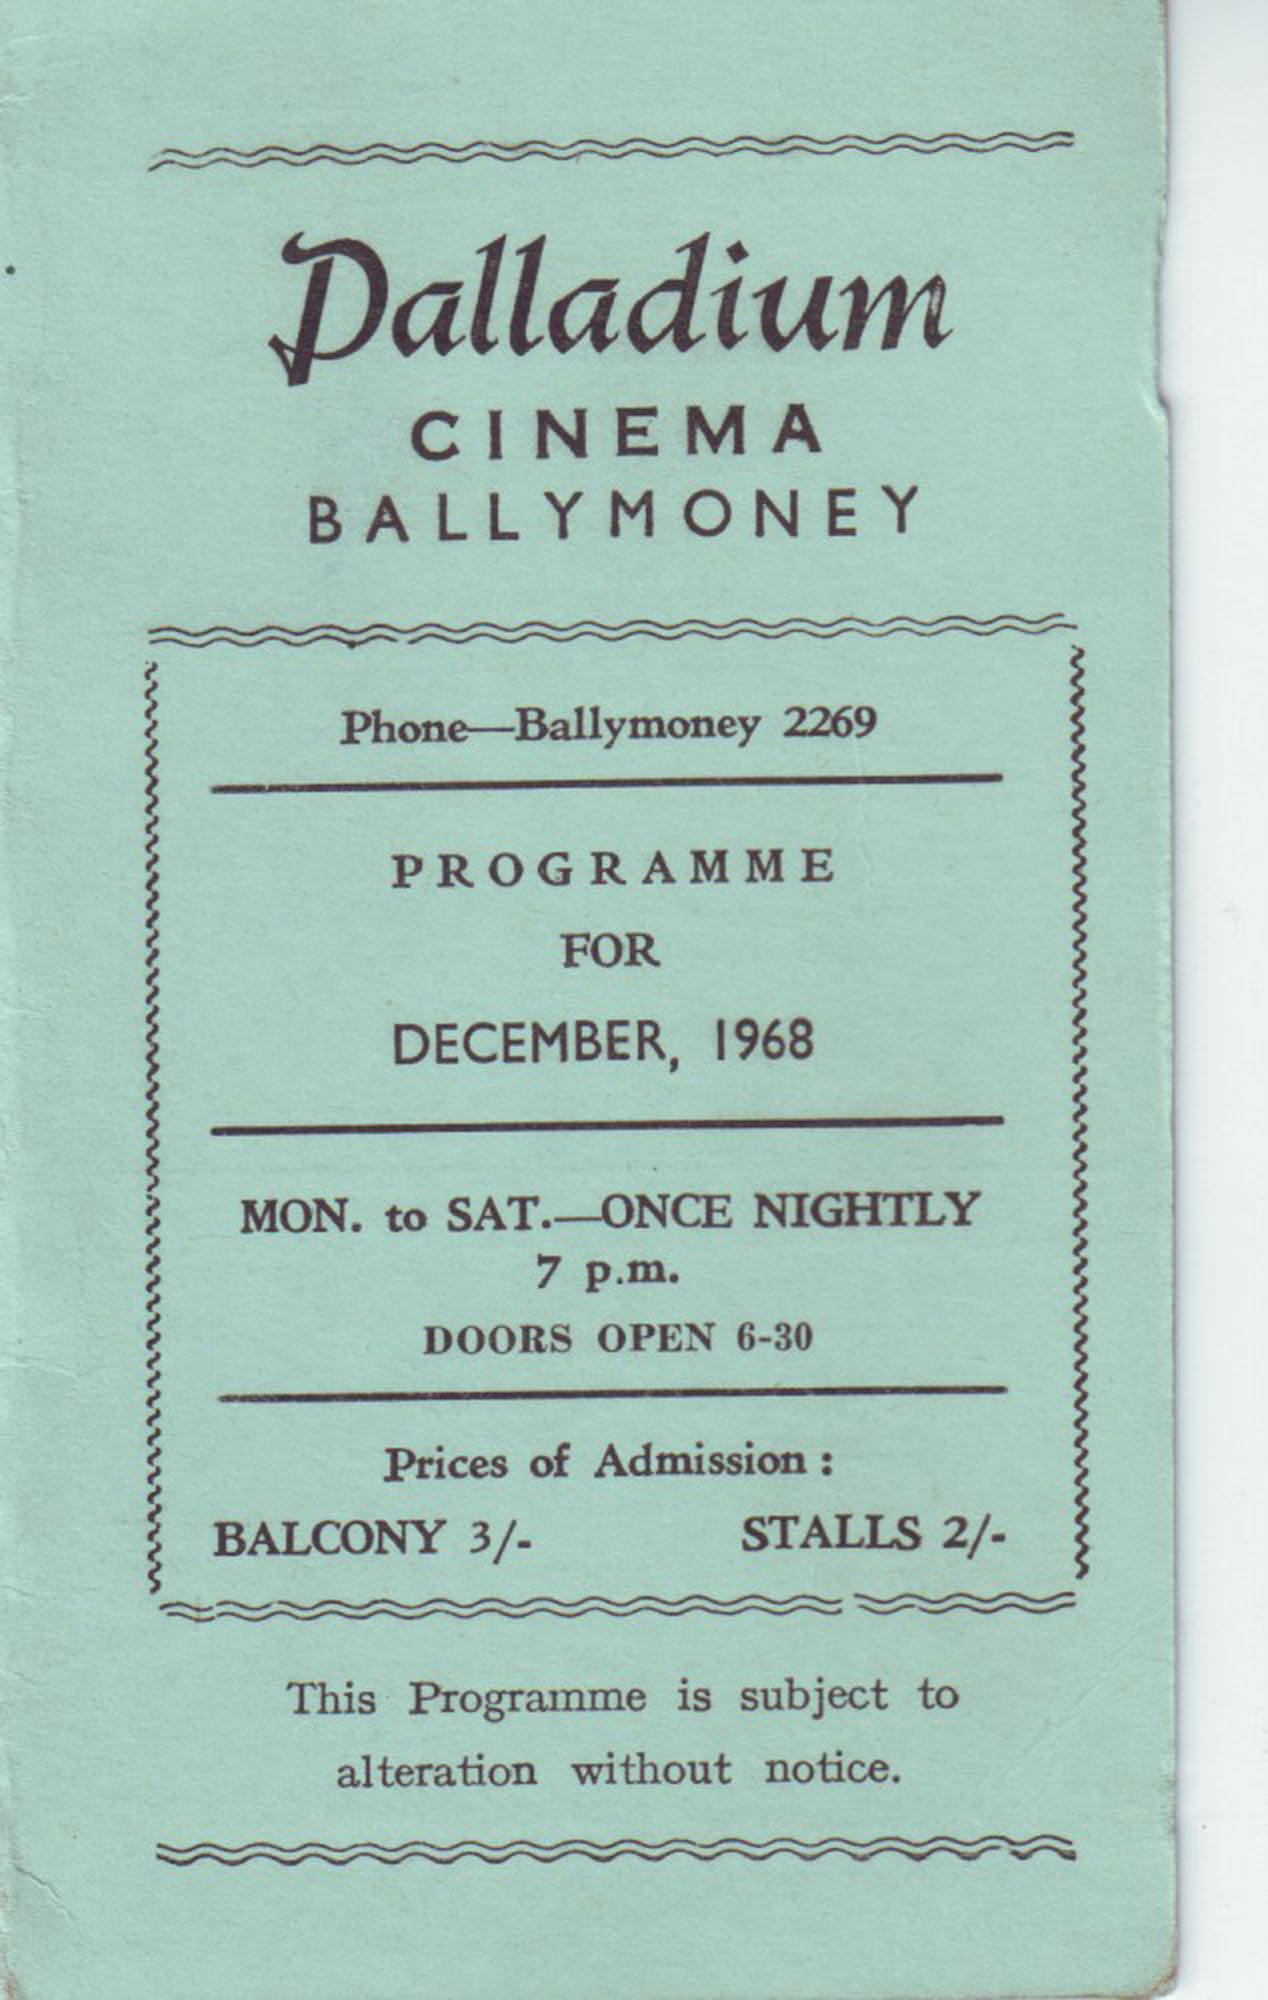 Palladium
CINEMA
BALLYMONEY
Phone—Ballymoney 2269
PROGRAMME
FOR
DECEMBER, 1968
MON. to SAT.—ONCE NIGHTLY
7 p.m.
DOORS OPEN 6-30
Prices of Admission :
BALCONY 3/- STALLS 2/-
This Programme is subject to
alteration without notice.